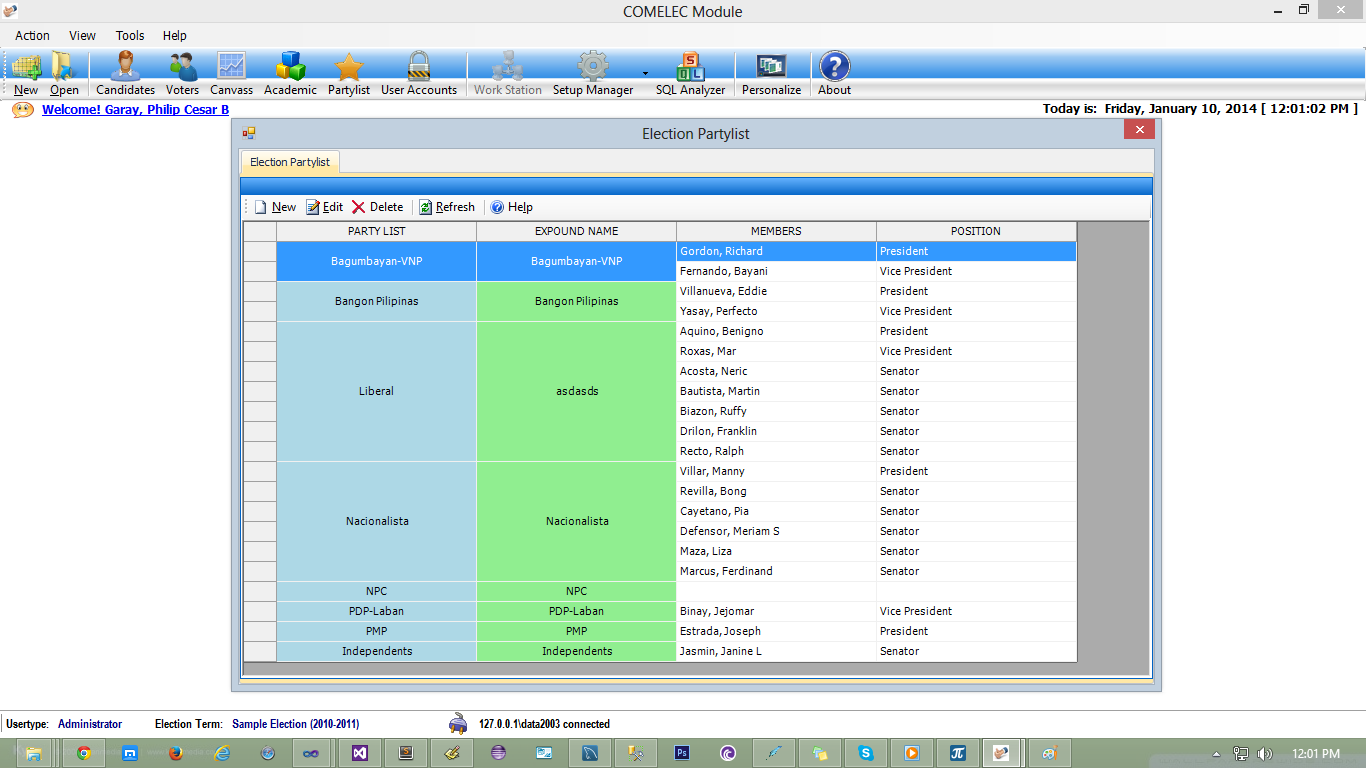 COMELEC Module
Action View Tools Help
New Open Candidates Voters Canvass Academic Partylist User Accounts Work Station Setup Manager SQL Analyzer Personalize About
Welcome! Garay, Philip Cesar B Today is: Friday, January 10, 2014 [ 12:01:02 PM ]
Election Partylist
Election Partylist
New Edit Delete Refresh Help
PARTY LIST EXPOUND NAME MEMBERS POSITION
Bagumbayan-VNP Bagumbayan-VNP Gordon, Richard President
Fernando, Bayani Vice President
Bangon Pilipinas Bangon Pilipinas Villanueva, Eddie President
Yasay, Perfecto Vice President
Liberal asdasds Aquino, Benigno President
Roxas, Mar Vice President
Acosta, Neric Senator
Bautista, Martin Senator
Biazon, Ruffy Senator
Drilon, Franklin Senator
Recto, Ralph Senator
Nacionalista Nacionalista Villar, Manny President
Revilla, Bong Senator
Cayetano, Pia Senator
Defensor, Meriam S Senator
Maza, Liza Senator
Marcus, Ferdinand Senator
NPC NPC
PDP-Laban PDP-Laban Binay, Jejomar Vice President
PMP PMP Estrada, Joseph President
Independents Independents Jasmin, Janine L Senator
Usertype: Administrator Election Term: Sample Election (2010-2011) 127.0.0.1\data2003 connected
12:01 PM